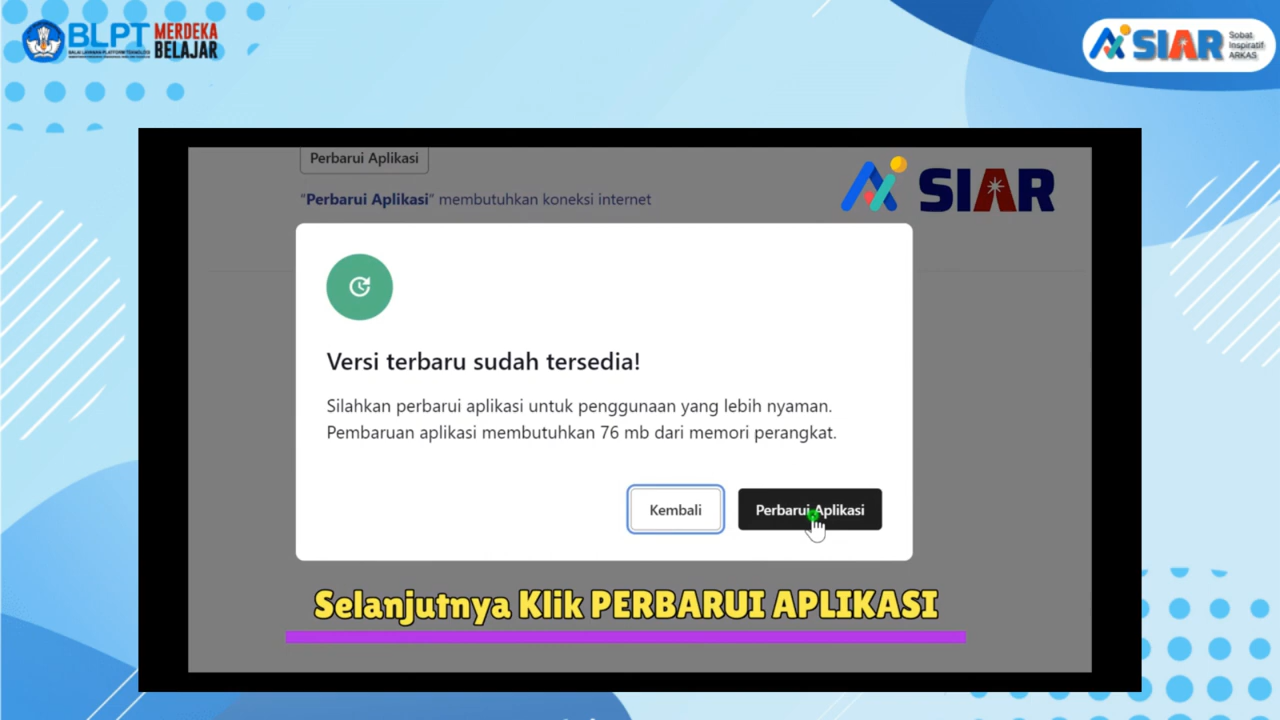 BLPT
MERDEKA
BELAJAR
SIAR
Sobat
Inspiratif
ARKAS
Perbarui Aplikasi
"Perbarui Aplikasi" membutuhkan koneksi internet
SIAR
Versi terbaru sudah tersedia!
Silahkan perbarui aplikasi untuk penggunaan yang lebih nyaman.
Pembaruan aplikasi membutuhkan 76 mb dari memori perangkat.
Kembali
Perbarui Aplikasi
Selanjutnya Klik PERBARUI APLIKASI